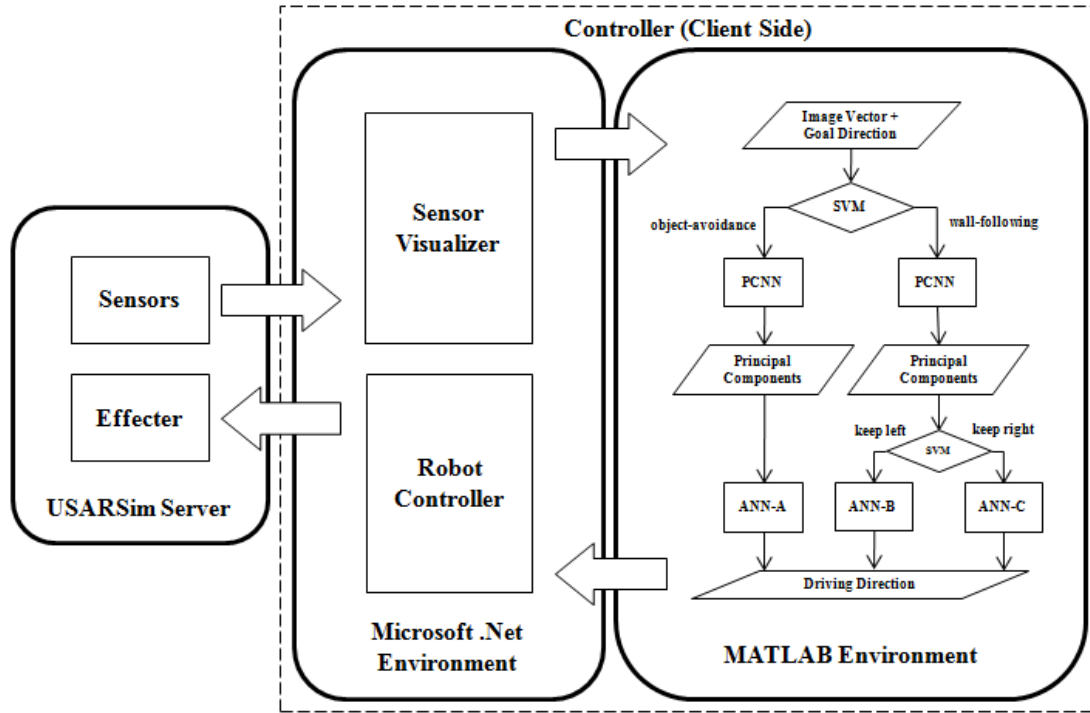 Controller (Client Side)
Sensors
Effecter
USARSim Server
Sensor
Visualizer
Robot
Controller
Microsoft .Net
Environment
Image Vector +
Goal Direction
SVM
object-avoidance
wall-following
PCNN
PCNN
Principal
Components
Principal
Components
keep left
keep right
SVM
ANN-A
ANN-B
ANN-C
Driving Direction
MATLAB Environment